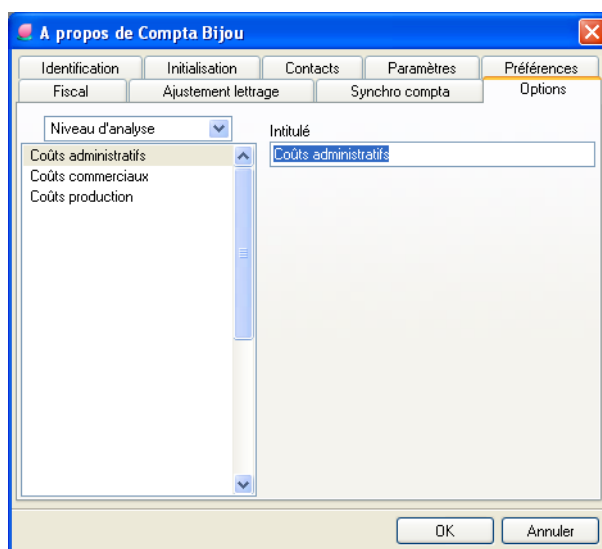 A propos de Compta Bijou
Identification Initialisation Contacts Paramètres Préférences
Fiscal Ajustement lettrage Synchro compta Options
Niveau d'analyse
Intitulé
Coûts administratifs
Coûts administratifs
Coûts commerciaux
Coûts production
OK Annuler